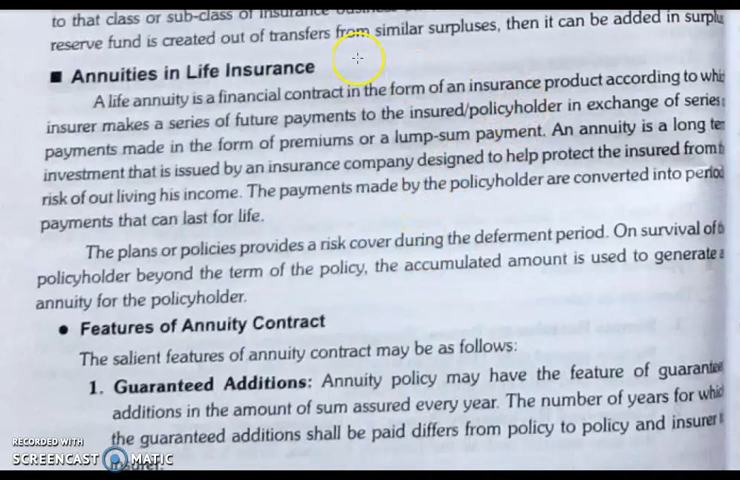 to that class or sub-class of insurance
reserve fund is created out of transfers from similar surpluses, then it can be added in surplu
■ Annuities in Life Insurance
A life annuity is a financial contract in the form of an insurance product according to whi
insurer makes a series of future payments to the insured/policyholder in exchange of series
payments made in the form of premiums or a lump-sum payment. An annuity is a long te
investment that is issued by an insurance company designed to help protect the insured from
risk of out living his income. The payments made by the policyholder are converted into period
payments that can last for life.
The plans or policies provides a risk cover during the deferment period. On survival of
policyholder beyond the term of the policy, the accumulated amount is used to generate a
annuity for the policyholder.
● Features of Annuity Contract
The salient features of annuity contract may be as follows:
1. Guaranteed Additions: Annuity policy may have the feature of guarantee
additions in the amount of sum assured every year. The number of years for whic
the guaranteed additions shall be paid differs from policy to policy and insurer
insurer.
RECORDED WITH
SCREENCAST MATIC